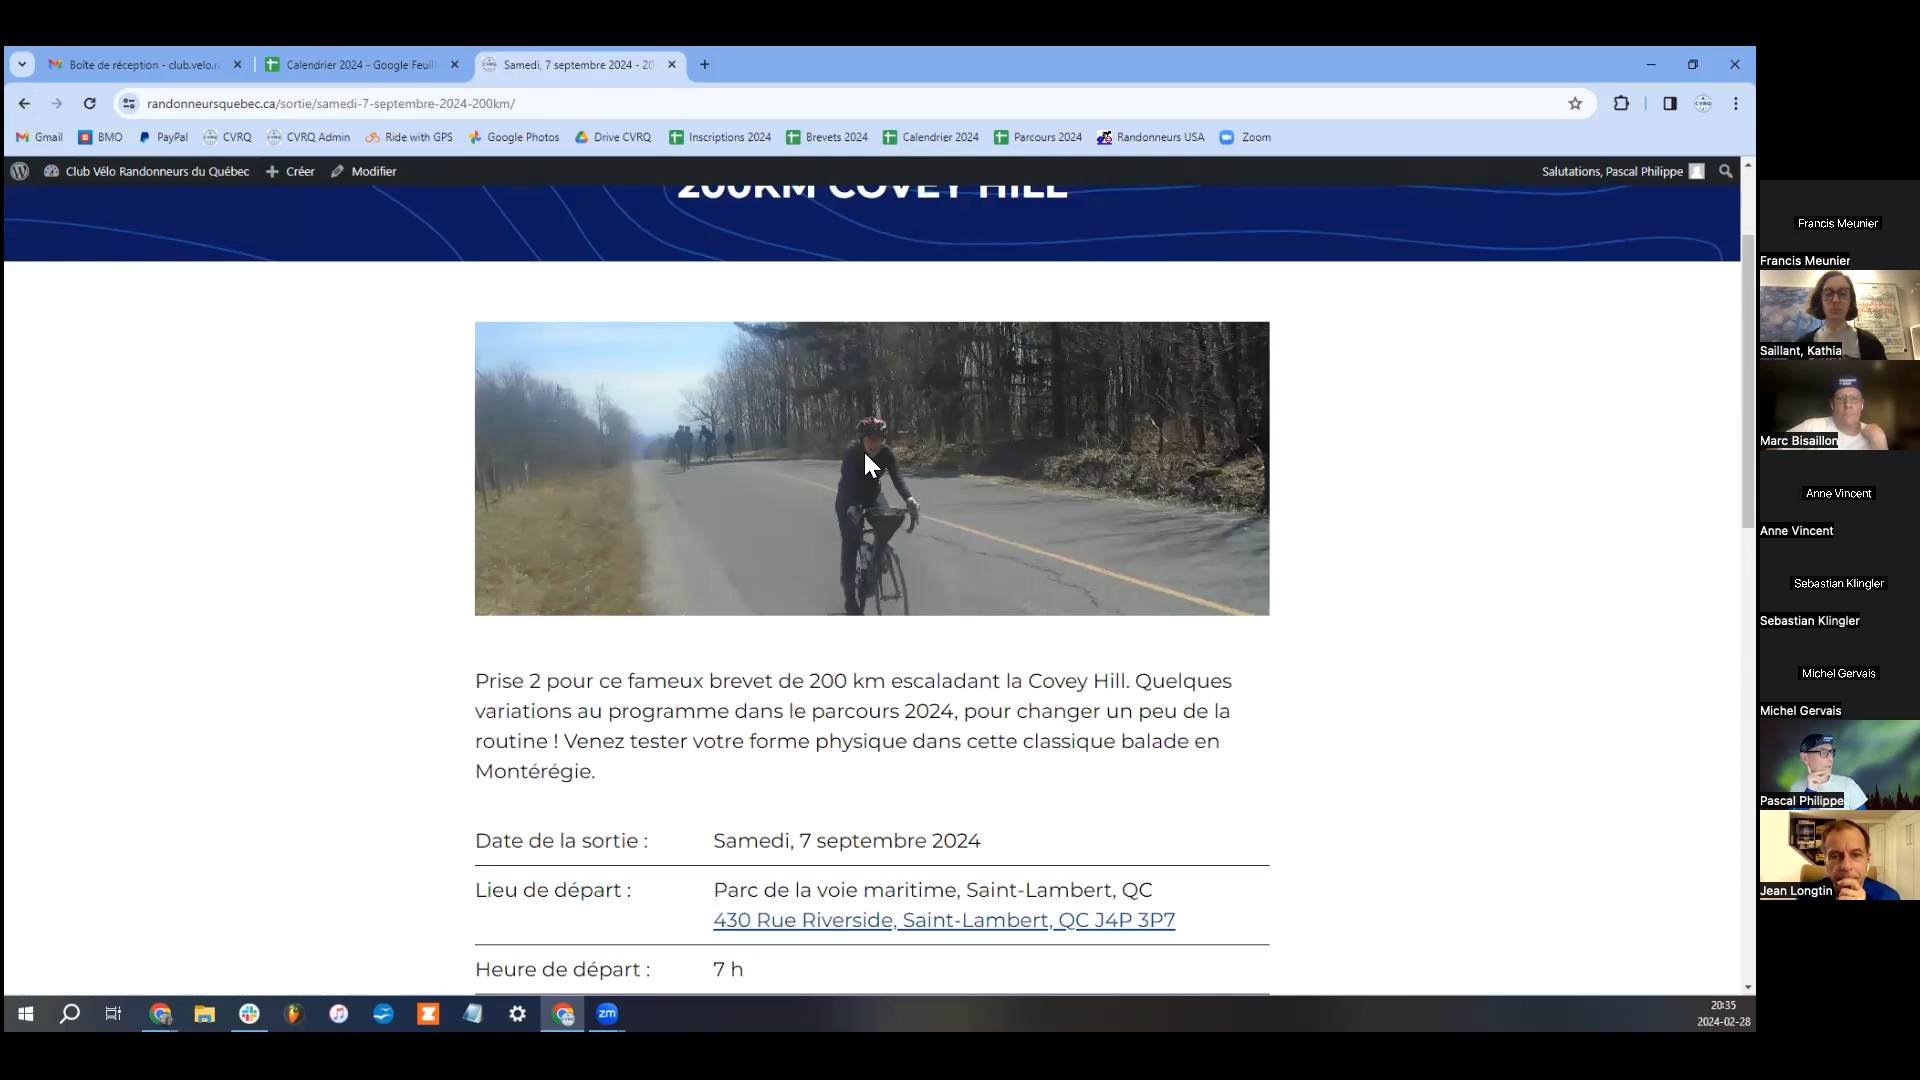 Boîte de réception - club.velo.r
Calendrier 2024 - Google Feuill
Samedi, 7 septembre 2024 - 20
randonneursquebec.ca/sortie/samedi-7-septembre-2024-200km/
Gmail
BMO
PayPal
CVRQ
CVRQ Admin
Ride with GPS
Google Photos
Drive CVRQ
Inscriptions 2024
Brevets 2024
Calendrier 2024
Parcours 2024
Randonneurs USA
Zoom
Club Vélo Randonneurs du Québec
Créer
Modifier
Salutations, Pascal Philippe
200KM COVEY HILL
Prise 2 pour ce fameux brevet de 200 km escaladant la Covey Hill. Quelques
variations au programme dans le parcours 2024, pour changer un peu de la
routine ! Venez tester votre forme physique dans cette classique balade en
Montérégie.
Date de la sortie : Samedi, 7 septembre 2024
Lieu de départ : Parc de la voie maritime, Saint-Lambert, QC
430 Rue Riverside, Saint-Lambert, QC J4P 3P7
Heure de départ : 7 h
zm
20:35
2024-02-28
Francis Meunier
Francis Meunier
Saillant, Kathia
Marc Bisaillon
Anne Vincent
Anne Vincent
Sebastian Klingler
Sebastian Klingler
Michel Gervais
Michel Gervais
Pascal Philippe
Jean Longtin